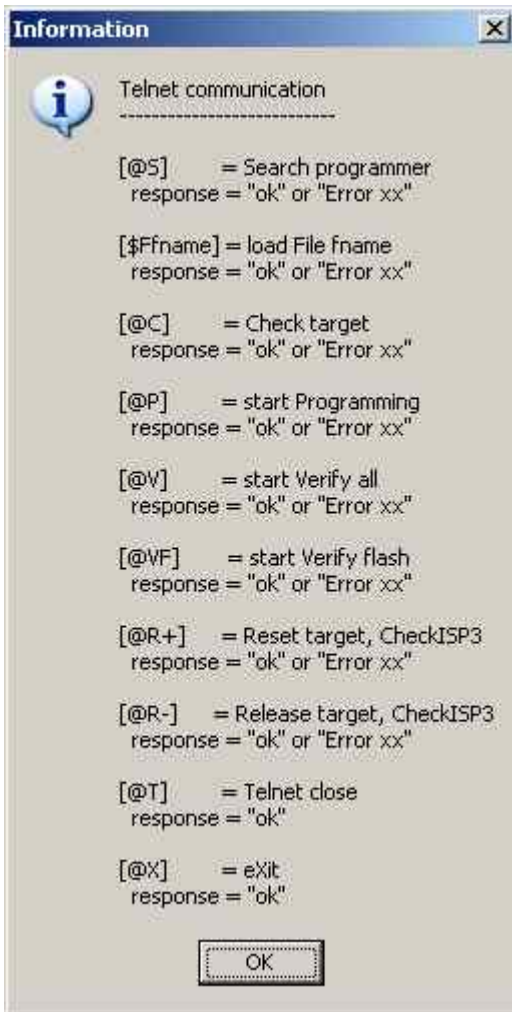 Information
Telnet communication
---------------------------
[@S] = Search programmer
response = "ok" or "Error xx"
[$Ffname] = load File fname
response = "ok" or "Error xx"
[@C] = Check target
response = "ok" or "Error xx"
[@P] = start Programming
response = "ok" or "Error xx"
[@V] = start Verify all
response = "ok" or "Error xx"
[@VF] = start Verify flash
response = "ok" or "Error xx"
[@R+] = Reset target, CheckISP3
response = "ok" or "Error xx"
[@R-] = Release target, CheckISP3
response = "ok" or "Error xx"
[@T] = Telnet close
response = "ok"
[@X] = eXit
response = "ok"
OK